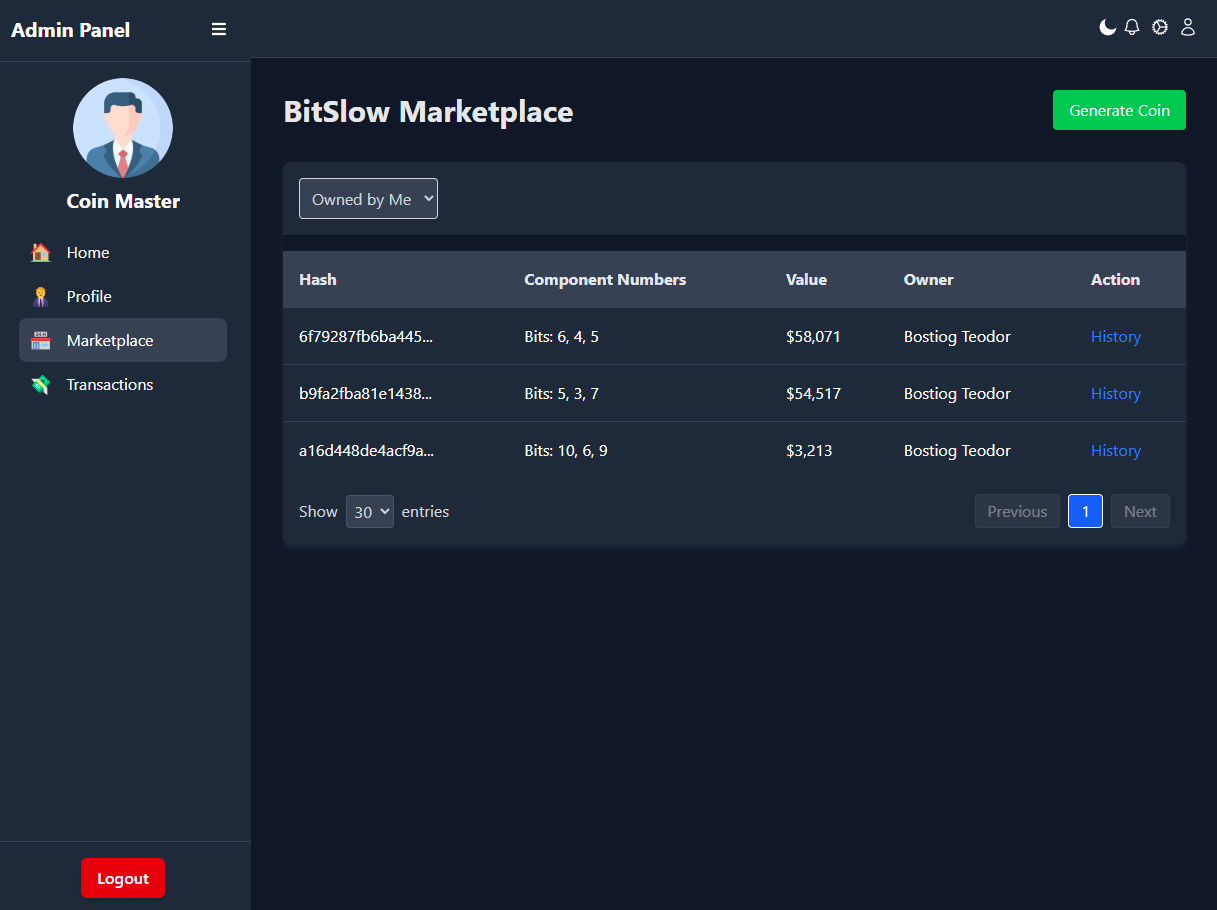 Admin Panel
Coin Master
Home
Profile
Marketplace
Transactions
Logout
BitSlow Marketplace
Generate Coin
Owned by Me
Hash Component Numbers Value Owner Action
6f79287fb6ba445... Bits: 6, 4, 5 $58,071 Bostiog Teodor History
b9fa2fba81e1438... Bits: 5, 3, 7 $54,517 Bostiog Teodor History
a16d448de4acf9a... Bits: 10, 6, 9 $3,213 Bostiog Teodor History
Show 30 entries Previous 1 Next